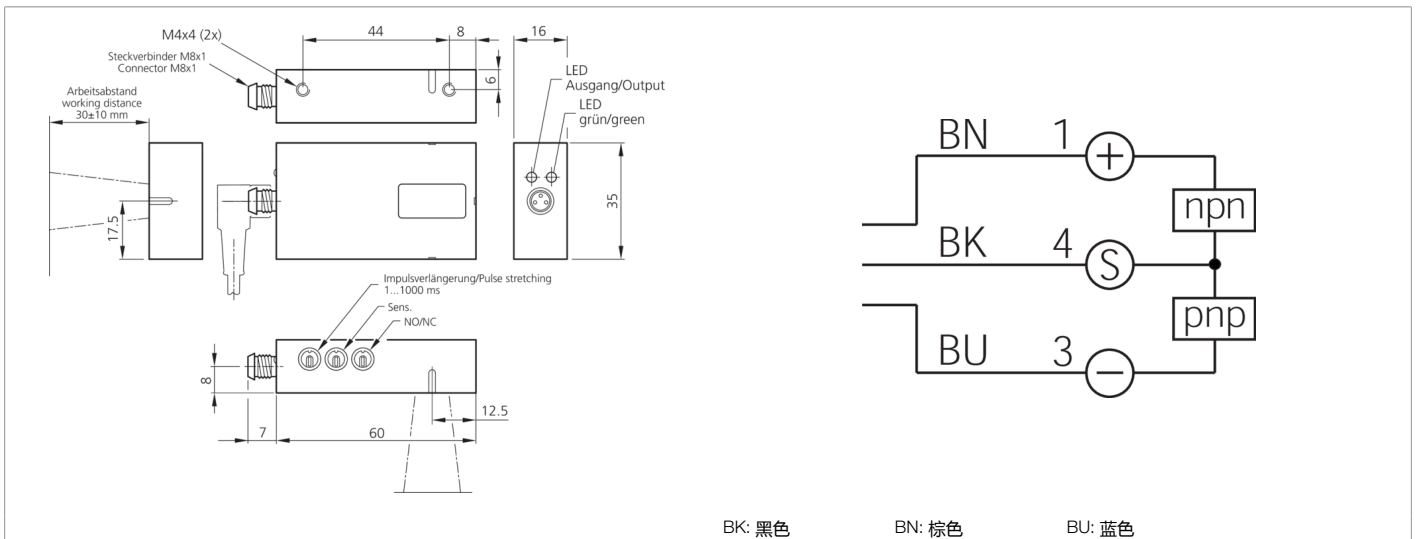 M4x4 (2x)
44
8
16
Steckverbinder M8x1
Connector M8x1
6
LED
Ausgang/Output
LED
grün/green
Arbeitsabstand
working distance
30±10 mm
17.5
35
Impulsverlängerung/Pulse stretching
1...1000 ms
Sens.
NO/NC
8
12.5
7
60
BN 1 +
npn
BK 4 S
pnp
BU 3 −
BK: 黑色 BN: 棕色 BU: 蓝色